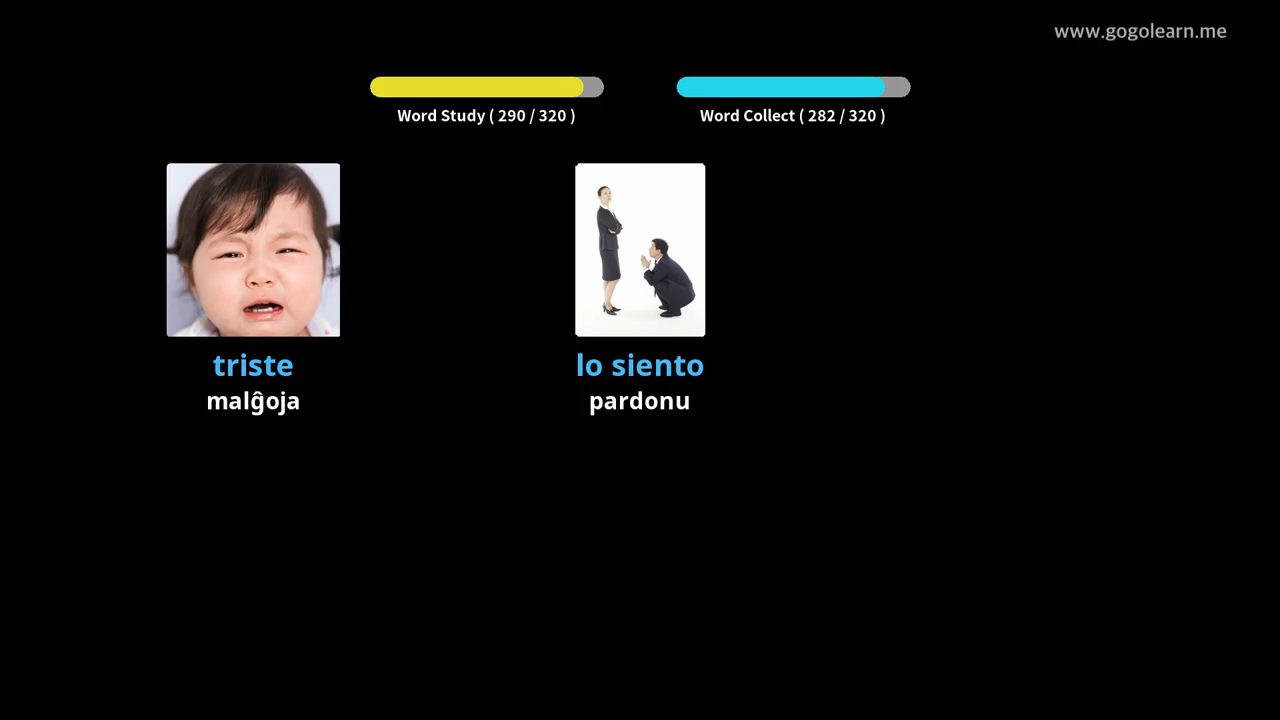 www.gogolearn.me
Word Study ( 290 / 320 )
Word Collect ( 282 / 320 )
triste
malĝoja
lo siento
pardonu